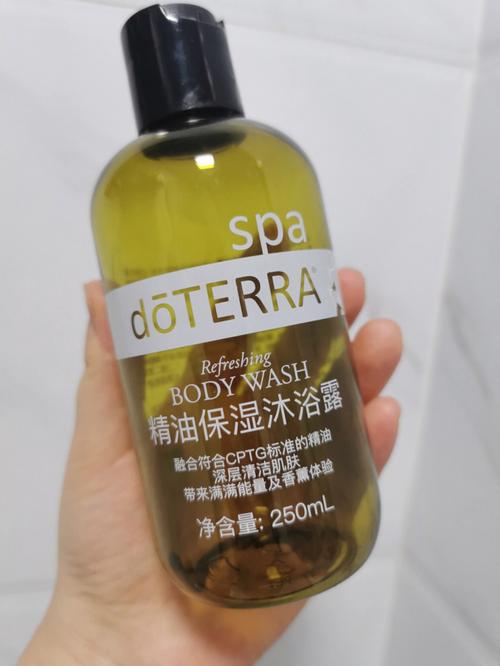 spa
dōTERRA®
Refreshing
BODY WASH
精油保湿沐浴露
融合符合CPTG标准的精油
深层清洁肌肤
带来满满能量及香薰体验
净含量: 250mL